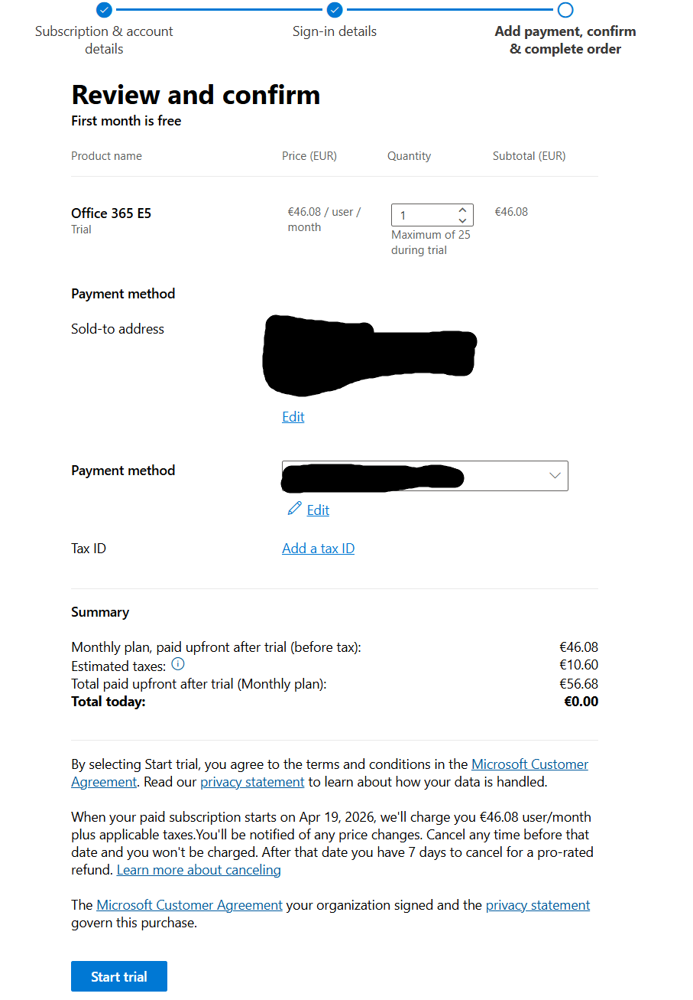 Subscription & account
details
Sign-in details
Add payment, confirm
& complete order
Review and confirm
First month is free
Product name
Price (EUR)
Quantity
Subtotal (EUR)
Office 365 E5
Trial
€46.08 / user /
month
1
Maximum of 25
during trial
€46.08
Payment method
Sold-to address
Edit
Payment method
Edit
Tax ID
Add a tax ID
Summary
Monthly plan, paid upfront after trial (before tax): €46.08
Estimated taxes: €10.60
Total paid upfront after trial (Monthly plan): €56.68
Total today: €0.00
By selecting Start trial, you agree to the terms and conditions in the Microsoft Customer
Agreement. Read our privacy statement to learn about how your data is handled.
When your paid subscription starts on Apr 19, 2026, we'll charge you €46.08 user/month
plus applicable taxes.You'll be notified of any price changes. Cancel any time before that
date and you won't be charged. After that date you have 7 days to cancel for a pro-rated
refund. Learn more about canceling
The Microsoft Customer Agreement your organization signed and the privacy statement
govern this purchase.
Start trial